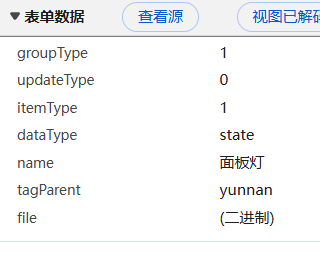 ▼ 表单数据 查看源 视图已解码
groupType 1
updateType 0
itemType 1
dataType state
name 面板灯
tagParent yunnan
file (二进制)